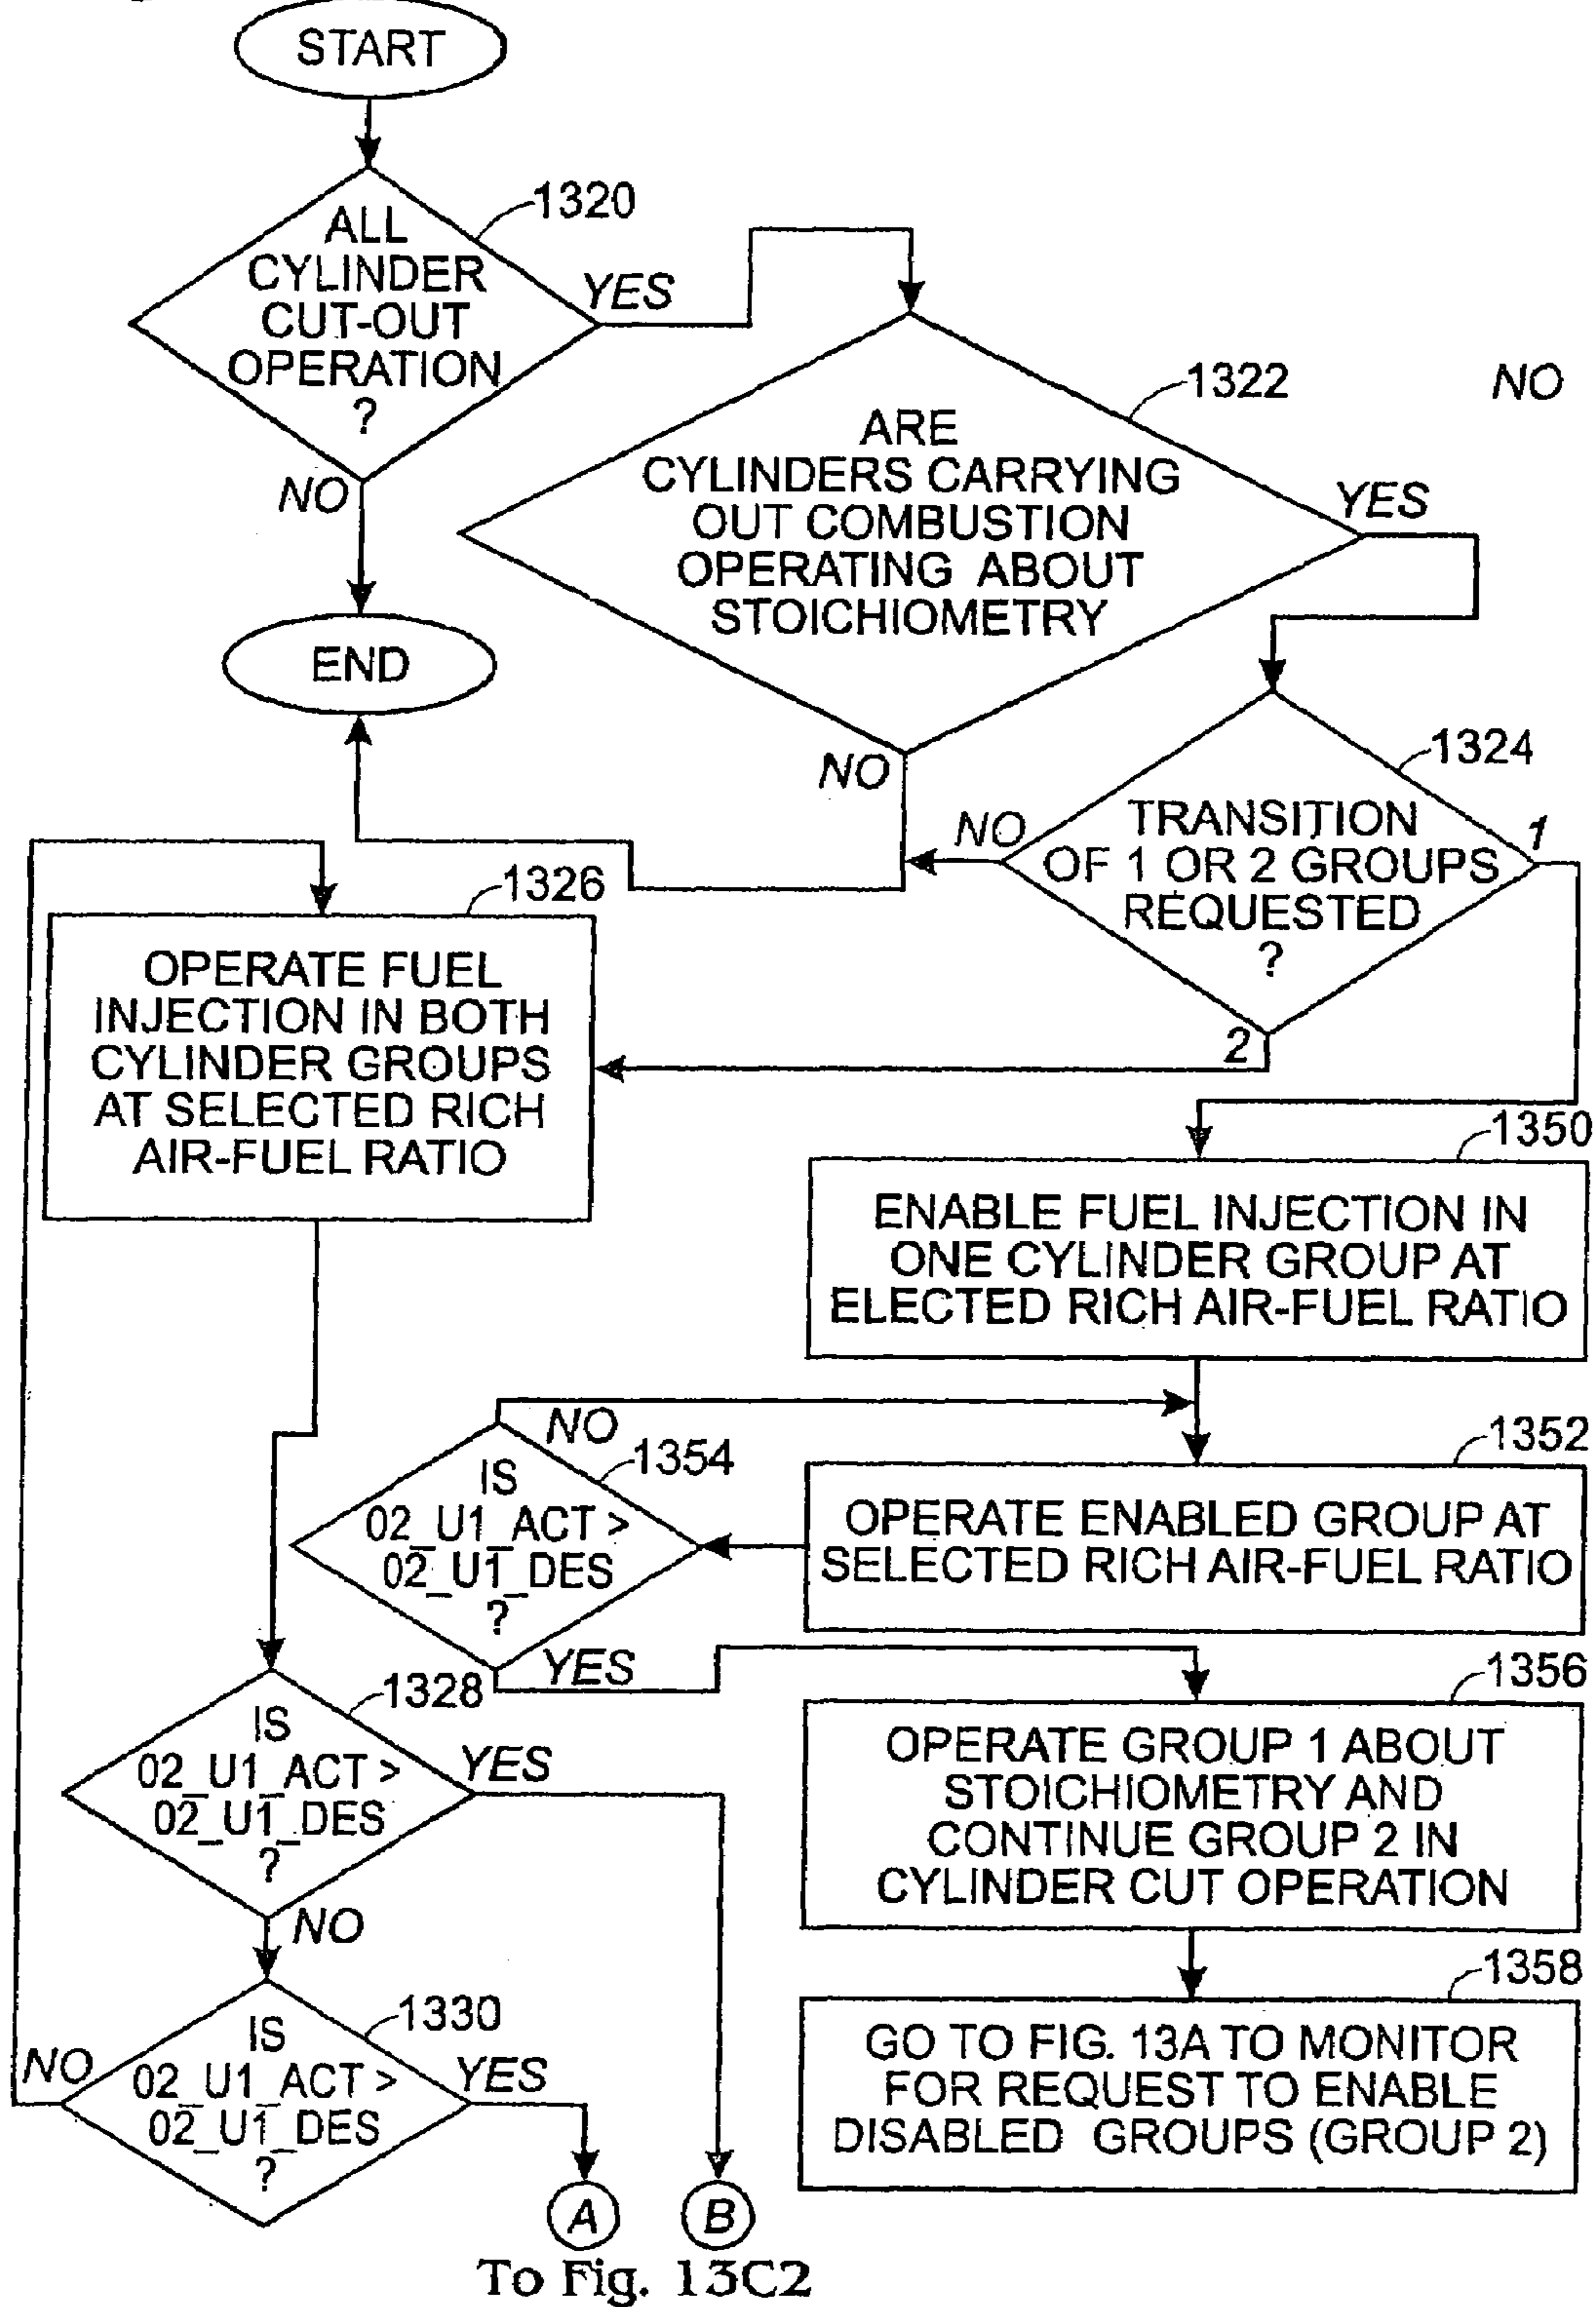 START
1320
ALL
CYLINDER
CUT-OUT
OPERATION
?
YES
NO
1322
NO
ARE
CYLINDERS CARRYING
OUT COMBUSTION
OPERATING ABOUT
STOICHIOMETRY
YES
NO
END
1324
TRANSITION
OF 1 OR 2 GROUPS
REQUESTED
?
NO
1
2
1326
OPERATE FUEL
INJECTION IN BOTH
CYLINDER GROUPS
AT SELECTED RICH
AIR-FUEL RATIO
1350
ENABLE FUEL INJECTION IN
ONE CYLINDER GROUP AT
ELECTED RICH AIR-FUEL RATIO
1352
OPERATE ENABLED GROUP AT
SELECTED RICH AIR-FUEL RATIO
NO
1354
IS
02_U1_ACT >
02_U1_DES
?
YES
1356
OPERATE GROUP 1 ABOUT
STOICHIOMETRY AND
CONTINUE GROUP 2 IN
CYLINDER CUT OPERATION
1358
GO TO FIG. 13A TO MONITOR
FOR REQUEST TO ENABLE
DISABLED GROUPS (GROUP 2)
1328
IS
02_U1_ACT >
02_U1_DES
?
YES
NO
1330
IS
02_U1_ACT >
02_U1_DES
?
NO
YES
A
B
To Fig. 13C2